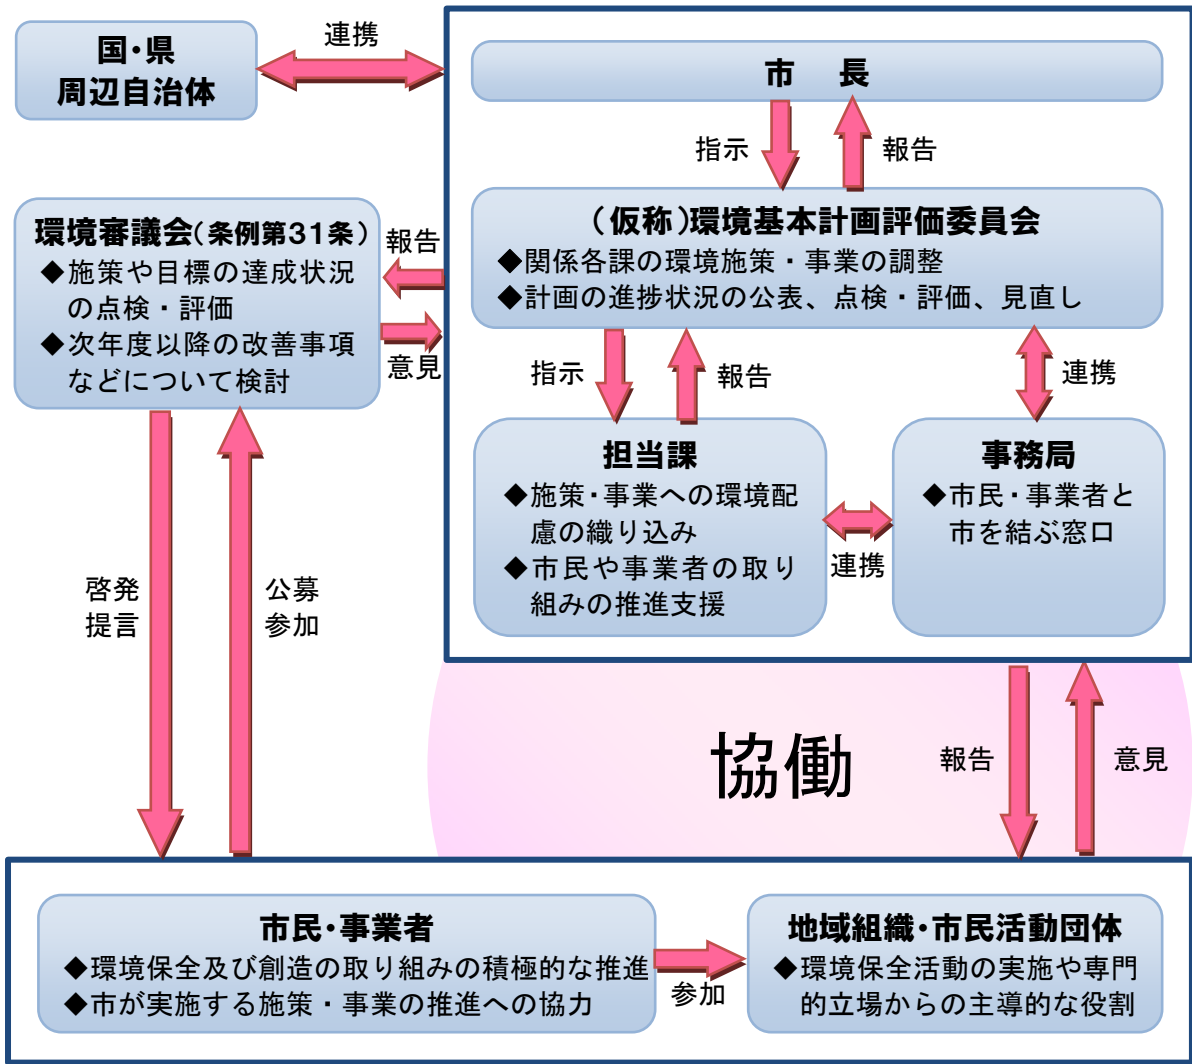 国・県
周辺自治体
連携
市　長
指示
報告
(仮称)環境基本計画評価委員会
◆関係各課の環境施策・事業の調整
◆計画の進捗状況の公表、点検・評価、見直し
環境審議会(条例第31条)
◆施策や目標の達成状況
の点検・評価
◆次年度以降の改善事項
などについて検討
報告
意見
指示
報告
連携
担当課
◆施策・事業への環境配
慮の織り込み
◆市民や事業者の取り
組みの推進支援
連携
事務局
◆市民・事業者と
市を結ぶ窓口
啓発
提言
公募
参加
協働
報告
意見
市民・事業者
◆環境保全及び創造の取り組みの積極的な推進
◆市が実施する施策・事業の推進への協力
参加
地域組織・市民活動団体
◆環境保全活動の実施や専門
的立場からの主導的な役割